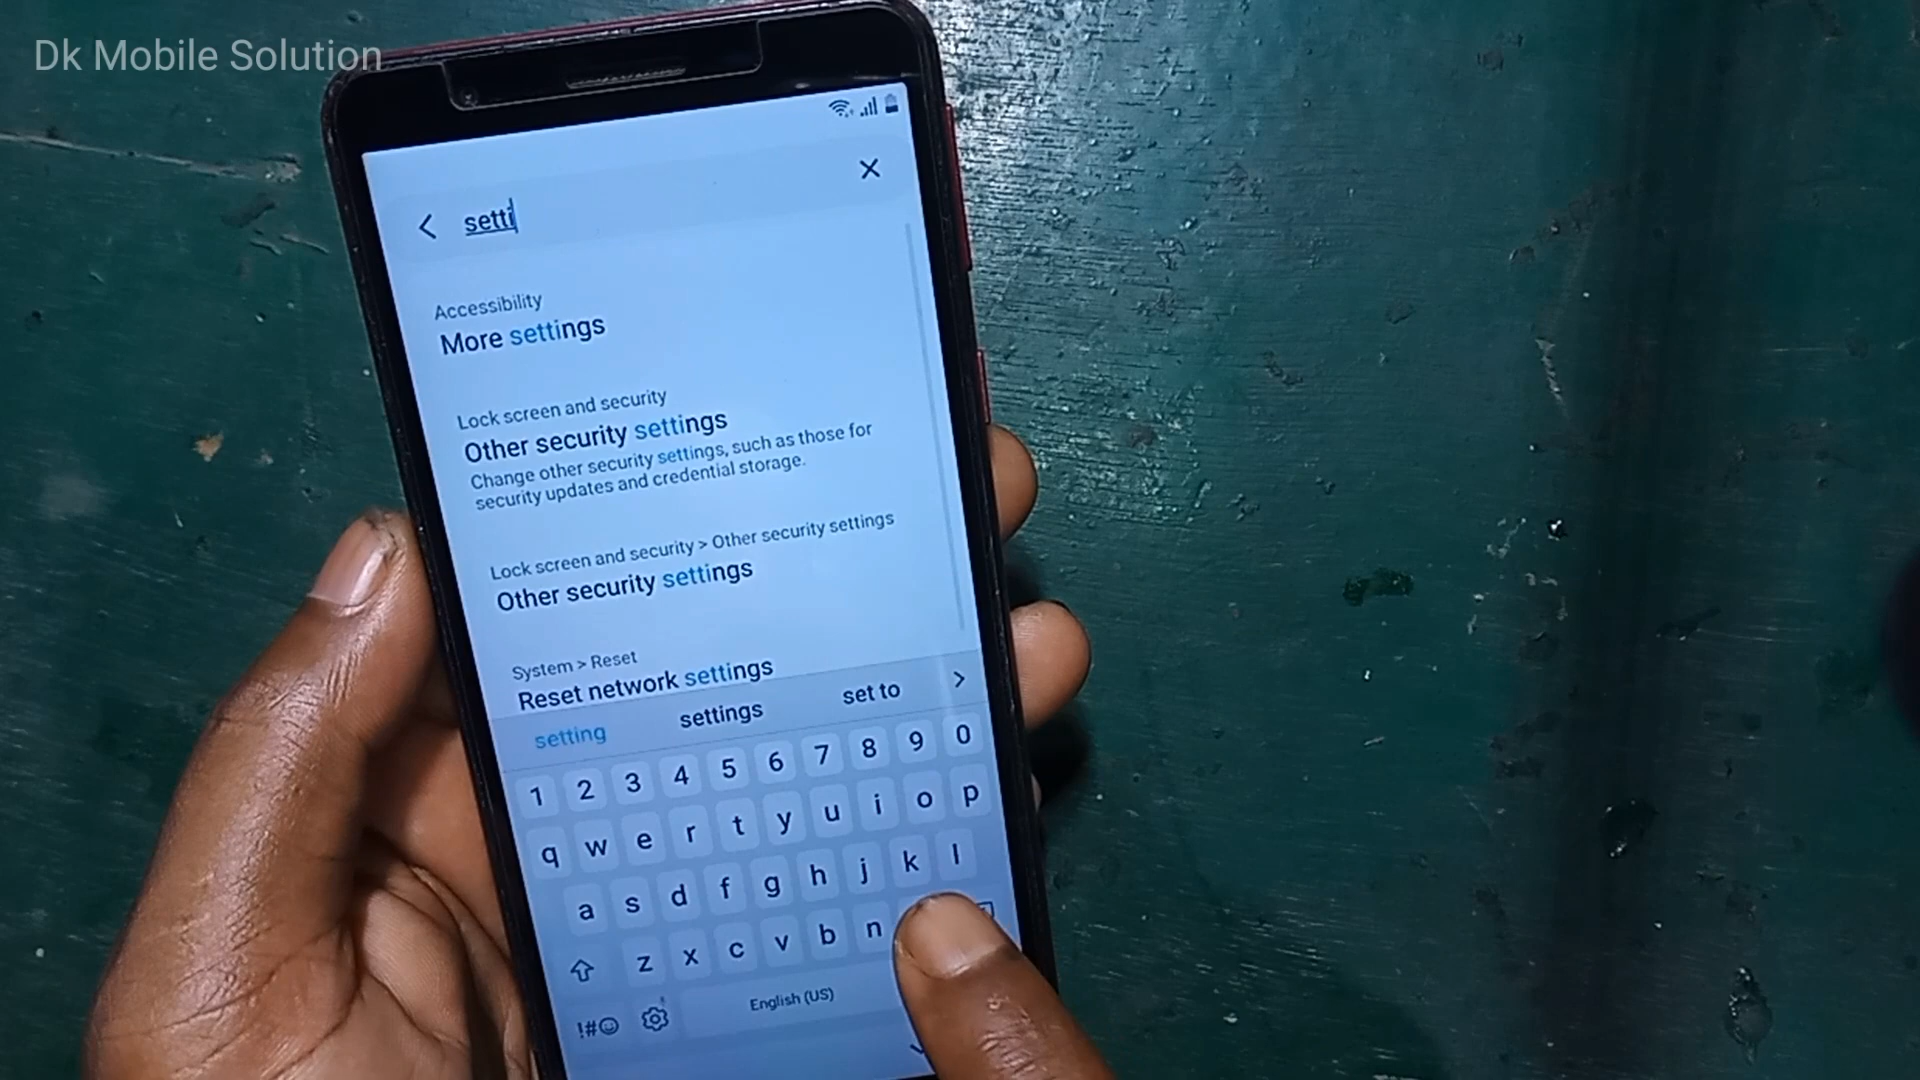 Dk Mobile Solution
setti
Accessibility
More settings
Lock screen and security
Other security settings
Change other security settings, such as those for
security updates and credential storage.
Lock screen and security > Other security settings
Other security settings
System > Reset
Reset network settings
setting settings set to
1 2 3 4 5 6 7 8 9 0
q w e r t y u i o p
a s d f g h j k l
z x c v b n
!#☺ English (US)